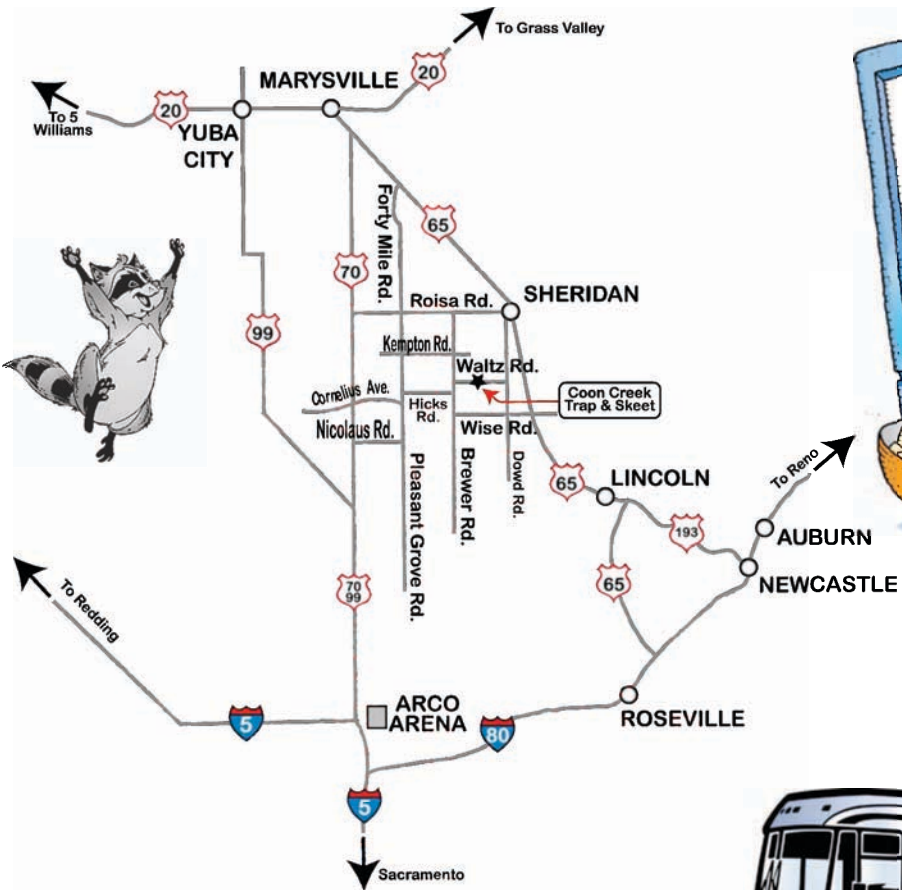 To Grass Valley
20
MARYSVILLE
To 5
Williams
20
YUBA
CITY
Forty Mile Rd.
65
70
SHERIDAN
Roisa Rd.
99
Kempton Rd.
Waltz Rd.
Coon Creek
Trap & Skeet
Cornelius Ave.
Hicks
Rd.
Wise Rd.
Nicolaus Rd.
Pleasant Grove Rd.
Brewer Rd.
Dowd Rd.
To Reno
65
LINCOLN
193
AUBURN
NEWCASTLE
65
70
99
To Redding
ARCO
ARENA
ROSEVILLE
5
80
5
Sacramento